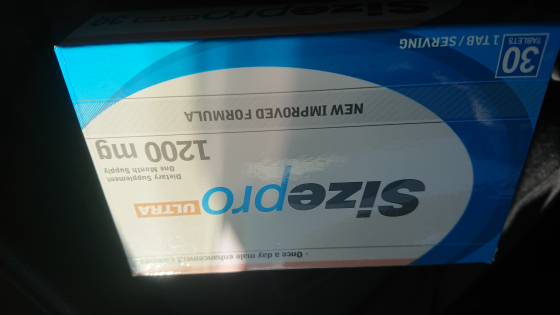 Sizepro
- Once a day male enhancement
Sizepro ULTRA
Dietary Supplement
One Month Supply
1200 mg
NEW IMPROVED FORMULA
30
TABLETS
1 TAB / SERVING